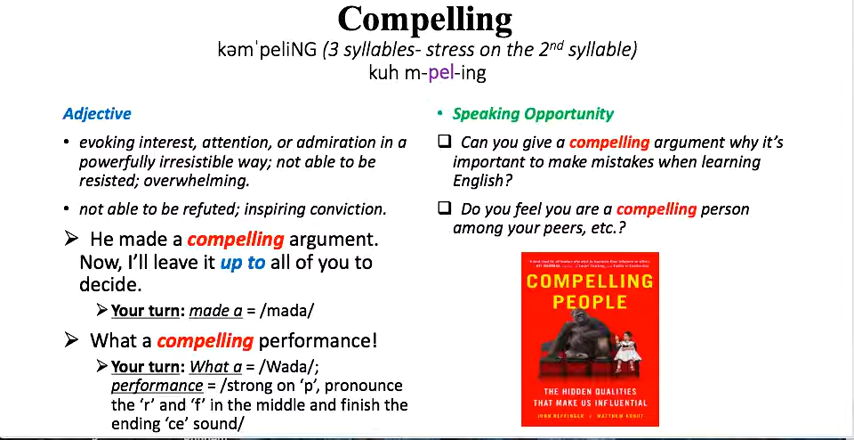 Compelling
kəmˈpeliNG (3 syllables- stress on the 2nd syllable)
kuh m-pel-ing
Adjective
• evoking interest, attention, or admiration in a
powerfully irresistible way; not able to be
resisted; overwhelming.
• not able to be refuted; inspiring conviction.
➢ He made a compelling argument.
Now, I'll leave it up to all of you to
decide.
➢ Your turn: made a = /mada/
➢ What a compelling performance!
➢ Your turn: What a = /Wada/;
performance = /strong on 'p', pronounce
the 'r' and 'f' in the middle and finish the
ending 'ce' sound/
• Speaking Opportunity
❑ Can you give a compelling argument why it's
important to make mistakes when learning
English?
❑ Do you feel you are a compelling person
among your peers, etc.?
COMPELLING
PEOPLE
THE HIDDEN QUALITIES
THAT MAKE US INFLUENTIAL
JOHN NEFFINGER / MATTHEW KOHUT